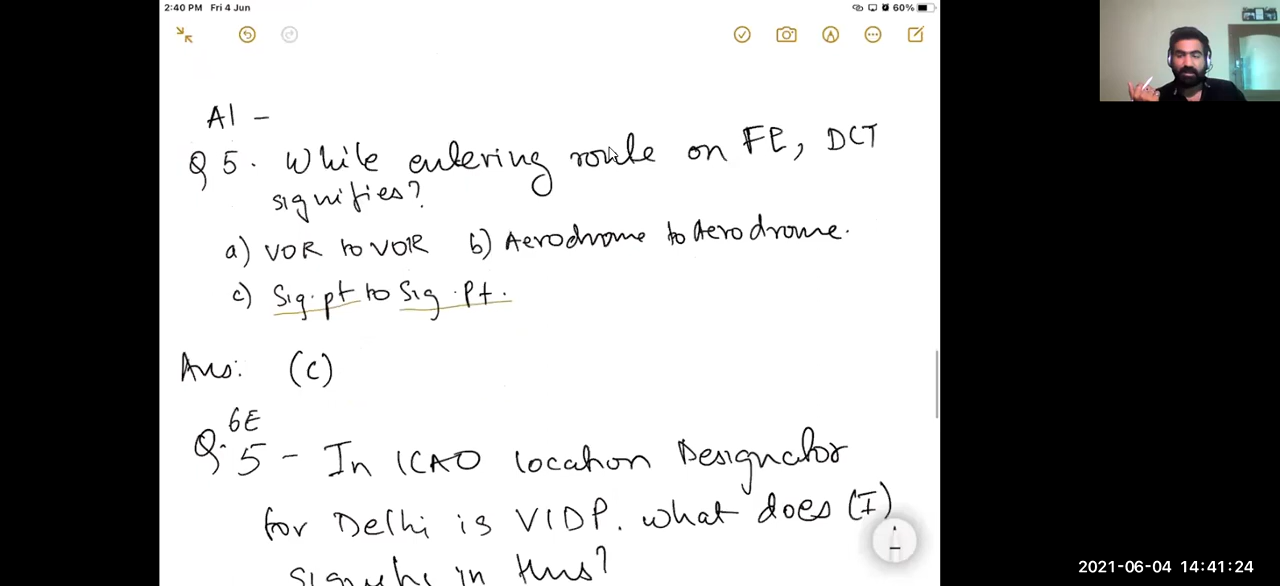 2:40 PM Fri 4 Jun
60%
AI -
Q 5. While entering route on FP, DCT
signifies?
a) VOR to VOR b) Aerodrome to Aerodrome.
c) Sig.pt to Sig.Pt.
Ans: (c)
6E
Q.5 - In ICAO location Designator
for Delhi is VIDP. what does (I)
in this?
2021-06-04 14:41:24